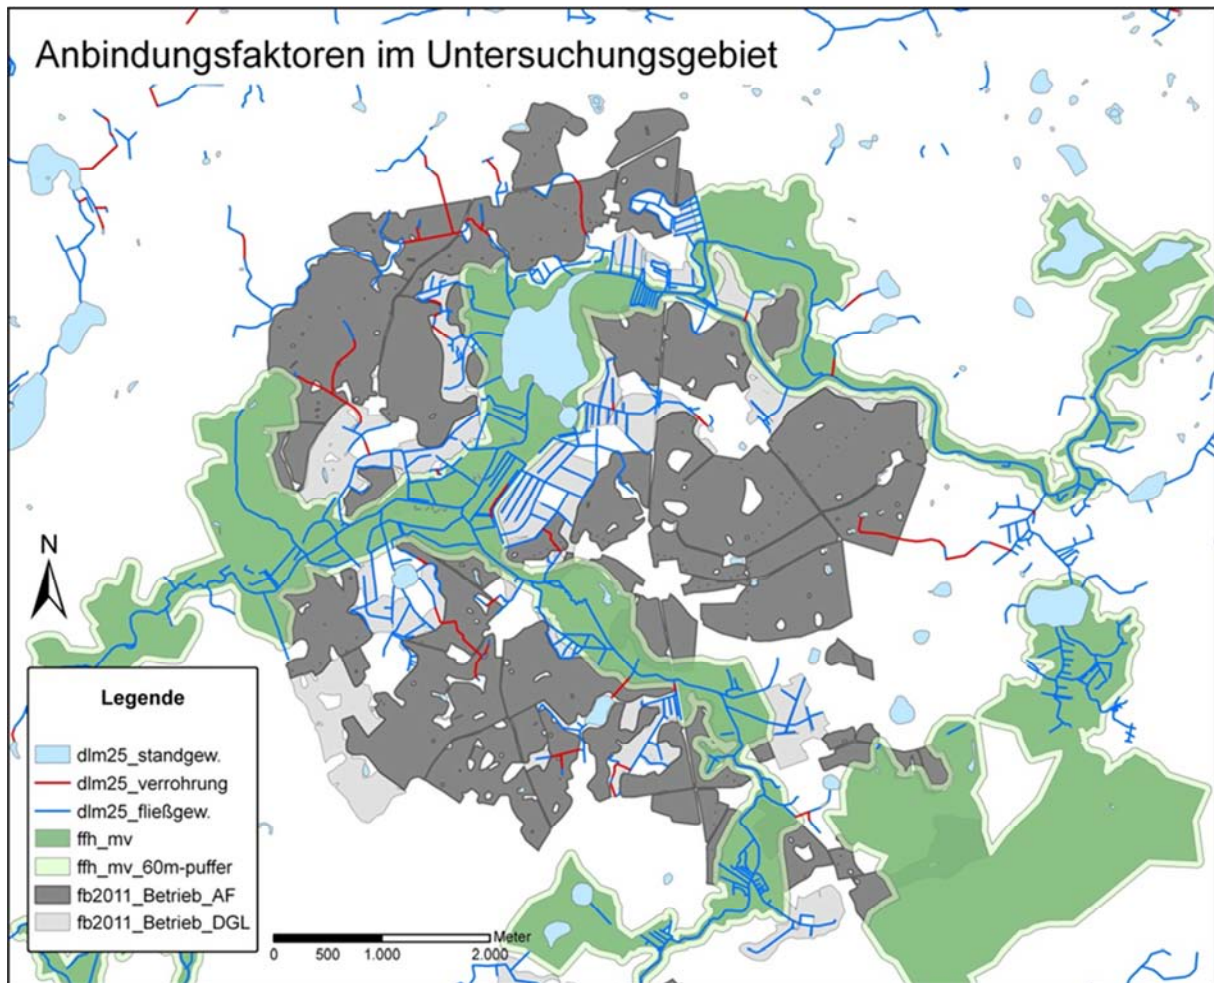 Anbindungsfaktoren im Untersuchungsgebiet
N
Legende
dlm25_standgew.
dlm25_verrohrung
dlm25_fließgew.
ffh_mv
ffh_mv_60m-puffer
fb2011_Betrieb_AF
fb2011_Betrieb_DGL
Meter
0 500 1.000 2.000